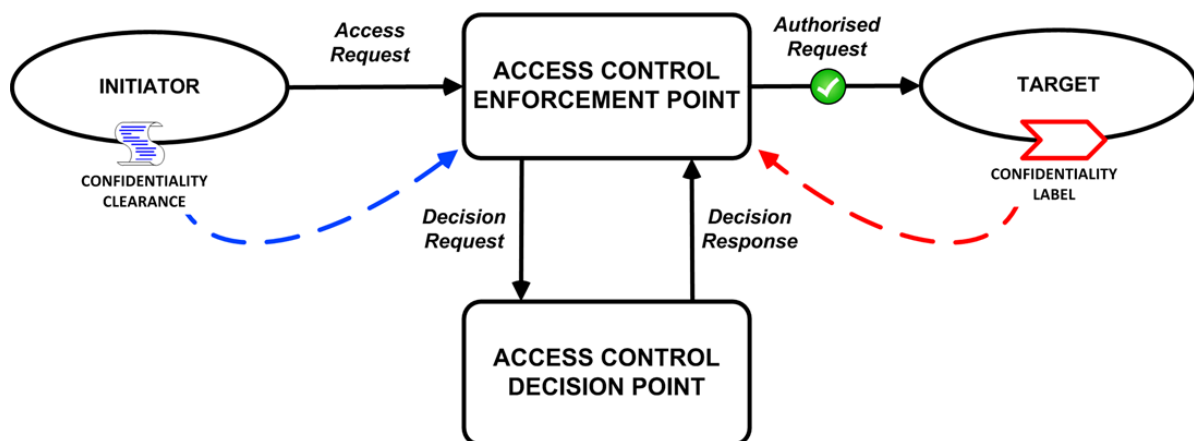 Access
Request
Authorised
Request
INITIATOR
ACCESS CONTROL
ENFORCEMENT POINT
TARGET
CONFIDENTIALITY
CLEARANCE
CONFIDENTIALITY
LABEL
Decision
Request
Decision
Response
ACCESS CONTROL
DECISION POINT